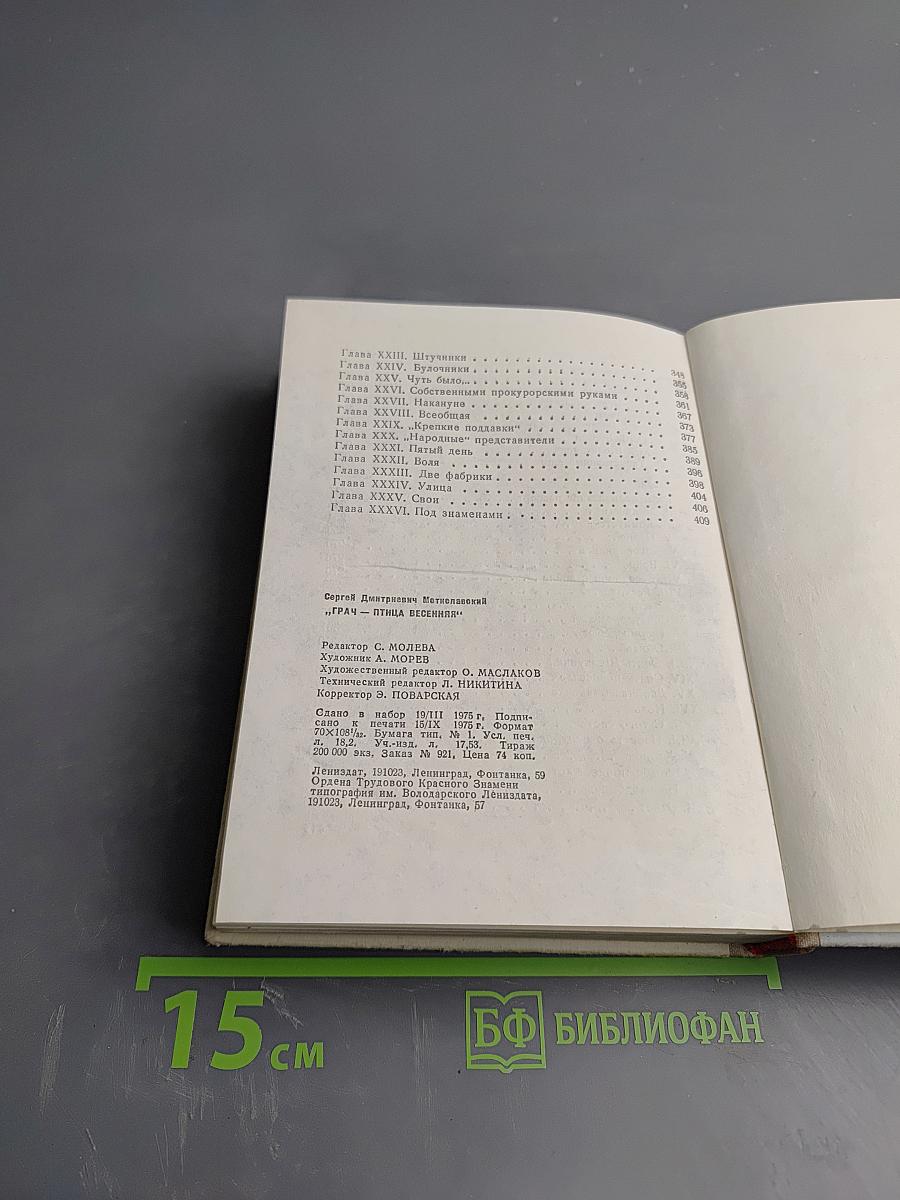 Глава XXIII. Штучники . . . . . . . . . . . . . . 348
Глава XXIV. Булочники . . . . . . . . . . . . . . 355
Глава XXV. Чуть было... . . . . . . . . . . . . . . 358
Глава XXVI. Собственными прокурорскими руками . . . . 361
Глава XXVII. Накануне . . . . . . . . . . . . . . 367
Глава XXVIII. Всеобщая . . . . . . . . . . . . . . 373
Глава XXIX. „Крепкие поддавки“ . . . . . . . . . . 377
Глава XXX. „Народные“ представители . . . . . . . . 385
Глава XXXI. Пятый день . . . . . . . . . . . . . . 389
Глава XXXII. Воля . . . . . . . . . . . . . . 396
Глава XXXIII. Две фабрики . . . . . . . . . . . . 398
Глава XXXIV. Улица . . . . . . . . . . . . . . 404
Глава XXXV. Свои . . . . . . . . . . . . . . 406
Глава XXXVI. Под знаменами . . . . . . . . . . . . 409
Сергей Дмитриевич Мстиславский
„ГРАЧ — ПТИЦА ВЕСЕННЯЯ“
Редактор С. МОЛЕВА
Художник А. МОРЕВ
Художественный редактор О. МАСЛАКОВ
Технический редактор Л. НИКИТИНА
Корректор Э. ПОВАРСКАЯ
Сдано в набор 19/III 1975 г. Подпи-
сано к печати 15/IX 1975 г. Формат
70×108¹/₃₂. Бумага тип. № 1. Усл. печ.
л. 18,2. Уч.-изд. л. 17,53. Тираж
200 000 экз. Заказ № 921. Цена 74 коп.
Лениздат, 191023, Ленинград, Фонтанка, 59
Ордена Трудового Красного Знамени
типография им. Володарского Лениздата,
191023, Ленинград, Фонтанка, 57
15 см
БФ БИБЛИОФАН